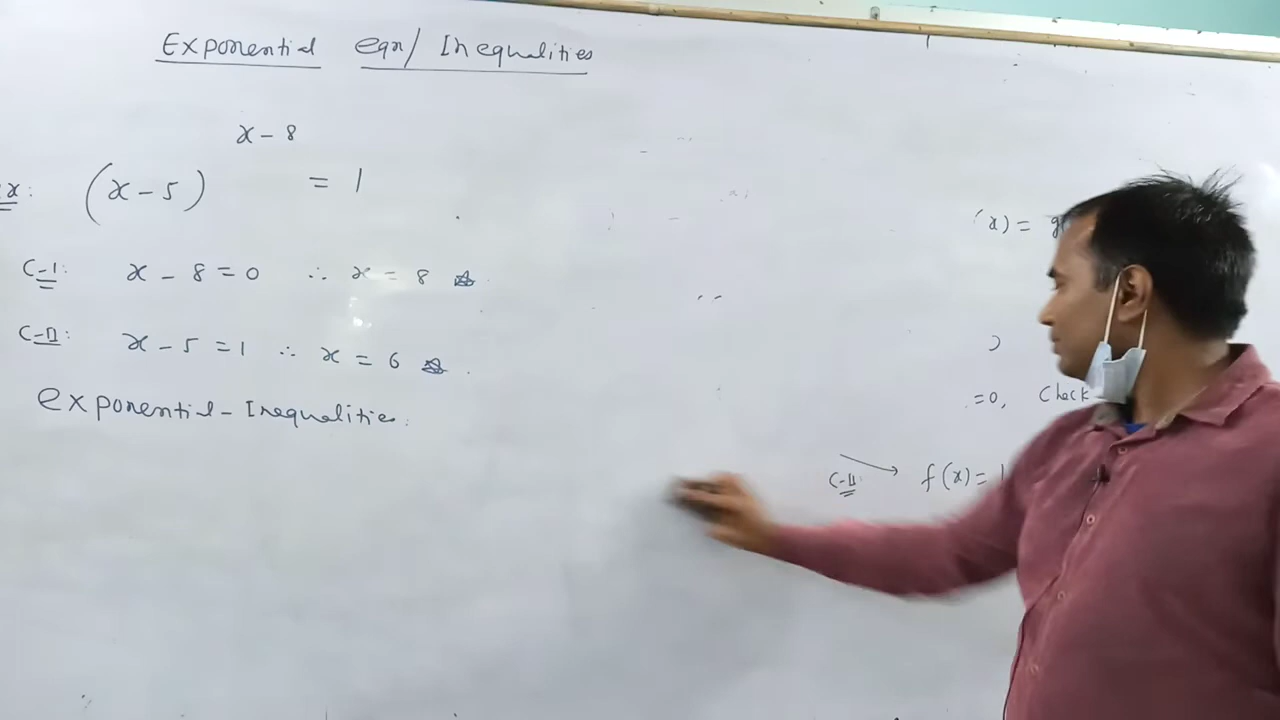 Exponential eqn/Inequalities
x - 8
x: (x - 5) = 1
C-I: x - 8 = 0 ∴ x = 8
C-II: x - 5 = 1 ∴ x = 6
exponential - Inequalities.
(x) =
=0, Check
C-II: f(x) = 1